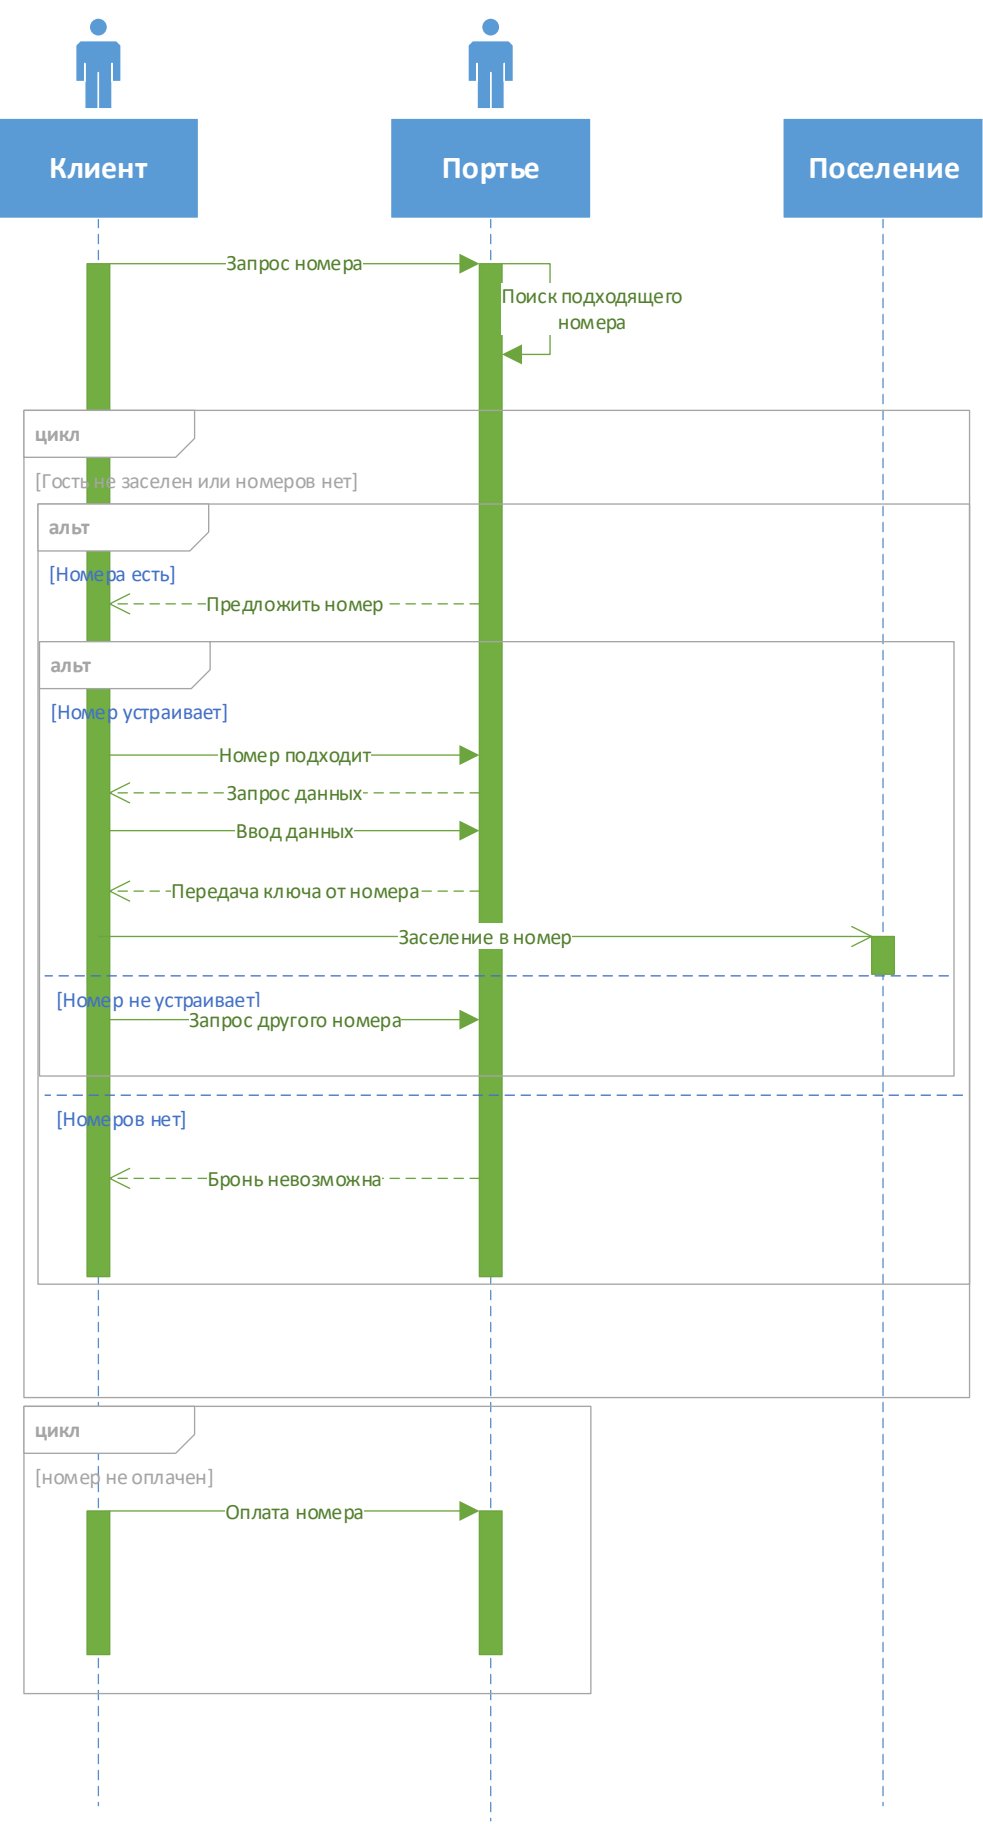 Клиент
Портье
Поселение
Запрос номера
Поиск подходящего
номера
цикл
[Гость не заселен или номеров нет]
альт
[Номера есть]
Предложить номер
альт
[Номер устраивает]
Номер подходит
Запрос данных
Ввод данных
Передача ключа от номера
Заселение в номер
[Номер не устраивает]
Запрос другого номера
[Номеров нет]
Бронь невозможна
цикл
[номер не оплачен]
Оплата номера